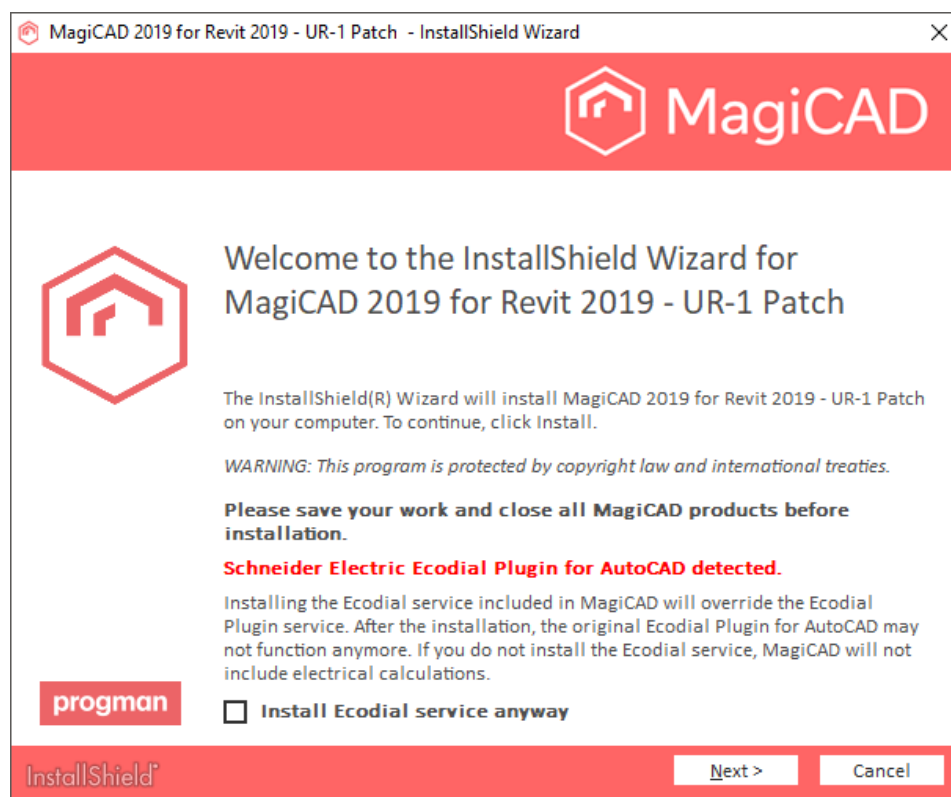 MagiCAD 2019 for Revit 2019 - UR-1 Patch - InstallShield Wizard
MagiCAD
Welcome to the InstallShield Wizard for
MagiCAD 2019 for Revit 2019 - UR-1 Patch
The InstallShield(R) Wizard will install MagiCAD 2019 for Revit 2019 - UR-1 Patch
on your computer. To continue, click Install.
WARNING: This program is protected by copyright law and international treaties.
Please save your work and close all MagiCAD products before
installation.
Schneider Electric Ecodial Plugin for AutoCAD detected.
Installing the Ecodial service included in MagiCAD will override the Ecodial
Plugin service. After the installation, the original Ecodial Plugin for AutoCAD may
not function anymore. If you do not install the Ecodial service, MagiCAD will not
include electrical calculations.
progman
Install Ecodial service anyway
InstallShield
Next >
Cancel